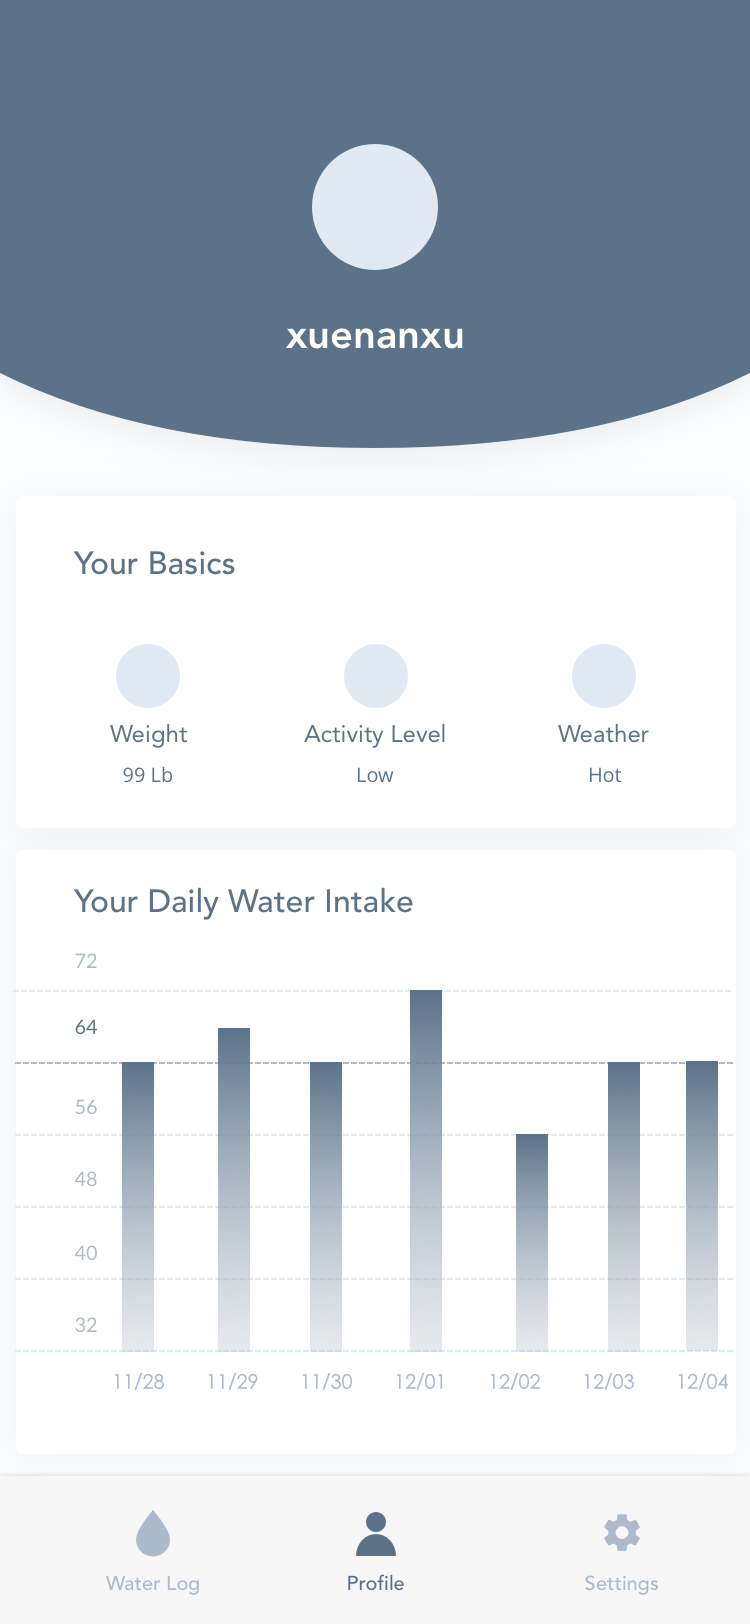 xuenanxu
Your Basics
Weight
Activity Level
Weather
99 Lb
Low
Hot
Your Daily Water Intake
72
64
56
48
40
32
11/28
11/29
11/30
12/01
12/02
12/03
12/04
Water Log
Profile
Settings